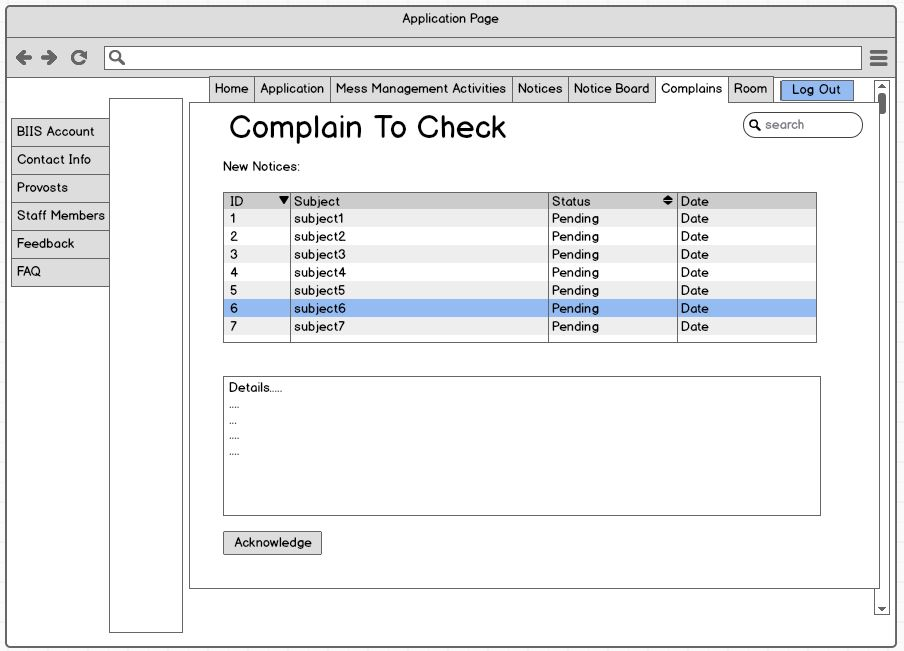 Application Page
Home Application Mess Management Activities Notices Notice Board Complains Room Log Out
BIIS Account
Contact Info
Provosts
Staff Members
Feedback
FAQ
Complain To Check
search
New Notices:
ID Subject Status Date
1 subject1 Pending Date
2 subject2 Pending Date
3 subject3 Pending Date
4 subject4 Pending Date
5 subject5 Pending Date
6 subject6 Pending Date
7 subject7 Pending Date
Details.....
....
...
....
....
Acknowledge